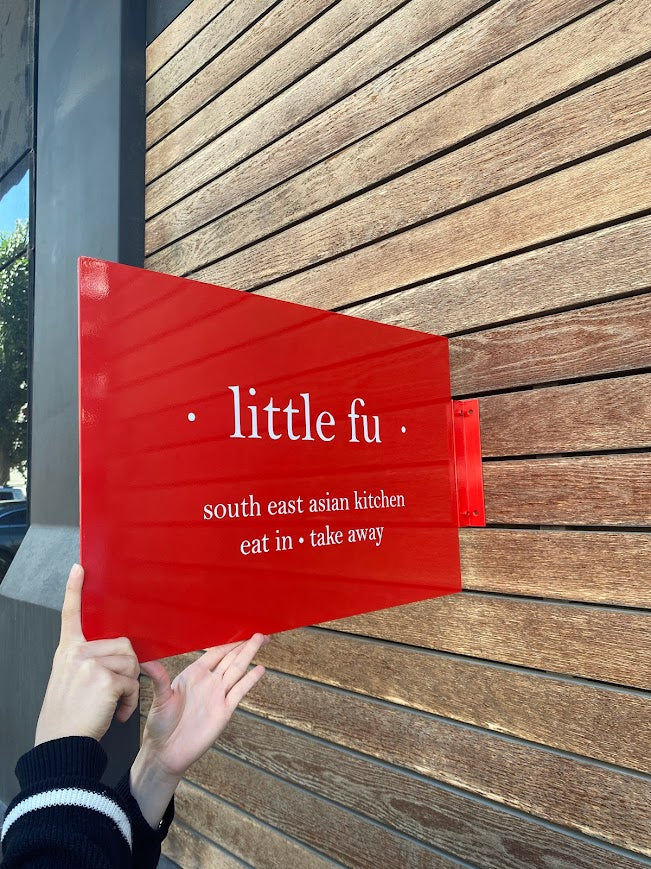 · little fu ·
south east asian kitchen
eat in • take away